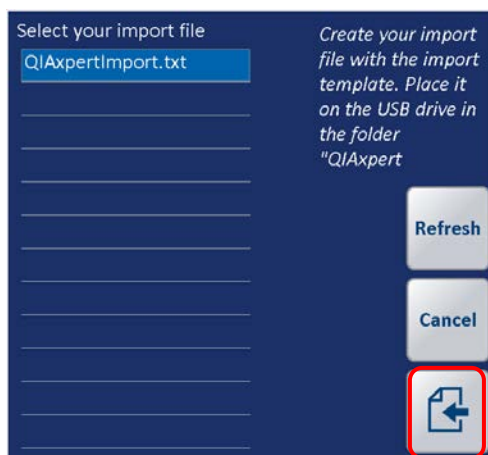 Select your import file
QIAxpertImport.txt
Create your import
file with the import
template. Place it
on the USB drive in
the folder
"QIAxpert
Refresh
Cancel